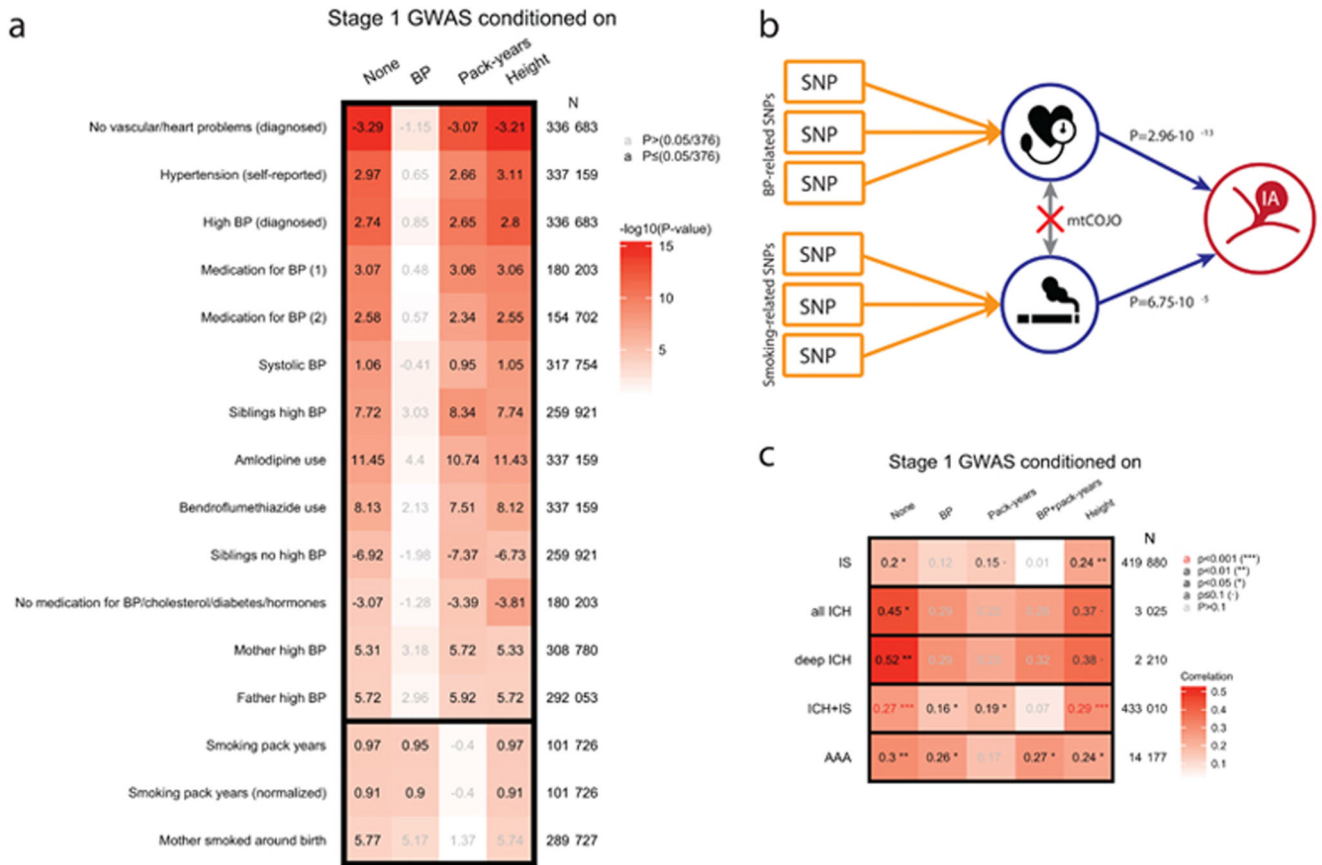 a
Stage 1 GWAS conditioned on
None BP Pack-years Height
N
No vascular/heart problems (diagnosed) -3.29 -1.15 -3.07 -3.21 336 683
Hypertension (self-reported) 2.97 0.65 2.66 3.11 337 159
High BP (diagnosed) 2.74 0.85 2.65 2.8 336 683
Medication for BP (1) 3.07 0.48 3.06 3.06 180 203
Medication for BP (2) 2.58 0.57 2.34 2.55 154 702
Systolic BP 1.06 -0.41 0.95 1.05 317 754
Siblings high BP 7.72 3.03 8.34 7.74 259 921
Amlodipine use 11.45 4.4 10.74 11.43 337 159
Bendroflumethiazide use 8.13 2.13 7.51 8.12 337 159
Siblings no high BP -6.92 -1.98 -7.37 -6.73 259 921
No medication for BP/cholesterol/diabetes/hormones -3.07 -1.28 -3.39 -3.81 180 203
Mother high BP 5.31 3.18 5.72 5.33 308 780
Father high BP 5.72 2.96 5.92 5.72 292 053
Smoking pack years 0.97 0.95 -0.4 0.97 101 726
Smoking pack years (normalized) 0.91 0.9 -0.4 0.91 101 726
Mother smoked around birth 5.77 5.17 1.37 5.74 289 727
a P>(0.05/376)
a P≤(0.05/376)
-log10(P-value)
15
10
5
b
BP-related SNPs
SNP
SNP
SNP
Smoking-related SNPs
SNP
SNP
SNP
mtCOJO
P=2.96·10 -13
P=6.75·10 -5
IA
c
Stage 1 GWAS conditioned on
None BP Pack-years BP+pack-years Height
N
IS 0.2 * 0.12 0.15 · 0.01 0.24 ** 419 880
all ICH 0.45 * 0.29 0.37 · 3 025
deep ICH 0.52 ** 0.29 0.32 0.38 · 2 210
ICH+IS 0.27 *** 0.16 * 0.19 * 0.07 0.29 *** 433 010
AAA 0.3 ** 0.26 * 0.17 0.27 * 0.24 * 14 177
a p<0.001 (***)
a p<0.01 (**)
a p<0.05 (*)
a p≤0.1 (·)
a P>0.1
Correlation
0.5
0.4
0.3
0.2
0.1